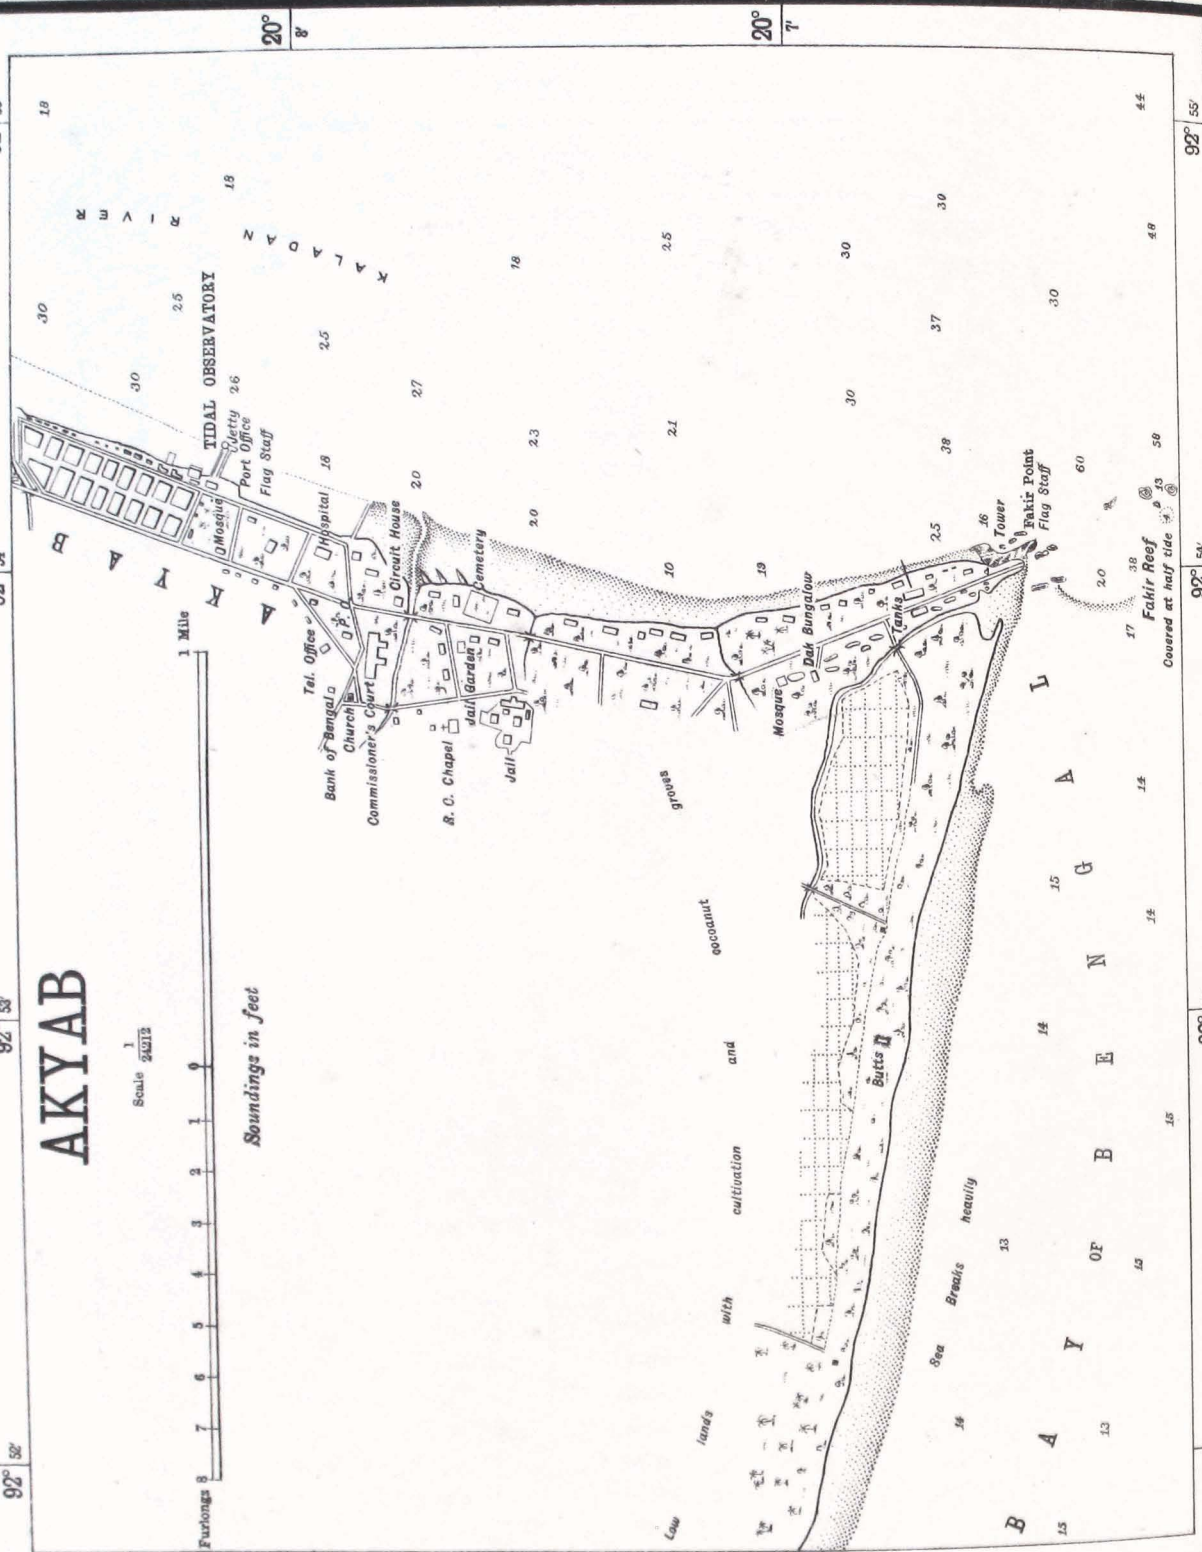 AKYAB
Scale 1/24212
Furlongs 8 7 6 5 4 3 2 1 0 1 Mile
Soundings in feet
92° 52'
92° 53'
20° 8'
20° 7'
92° 55'
AKYAB
KALADAN RIVER
TIDAL OBSERVATORY
Jetty
Port Office
Flag Staff
Mosque
Hospital
Circuit House
Cemetery
Tel. Office
P.
Bank of Bengal
Church
Commissioner's Court
R. C. Chapel
Jail Garden
Jail
Low lands with cultivation and cocoanut groves
Mosque
Dak Bungalow
Tanks
Tower
Fakir Point
Flag Staff
Fakir Reef
Covered at half tide
Butts
Sea Breaks heavily
BAY OF BENGAL
18
30
18
25
30
26
25
18
27
20
18
23
20
25
21
10
19
30
30
30
37
38
25
16
30
60
44
48
58
13
38
20
17
14
15
14
14
15
13
15
14
13
15